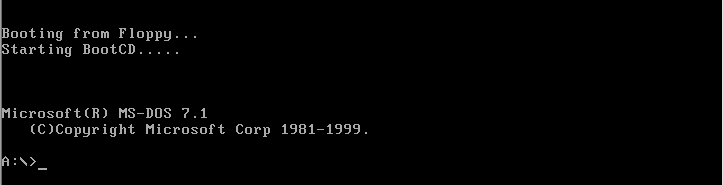 Booting from Floppy...
Starting BootCD.....
Microsoft(R) MS-DOS 7.1
(C)Copyright Microsoft Corp 1981-1999.
A:\>_